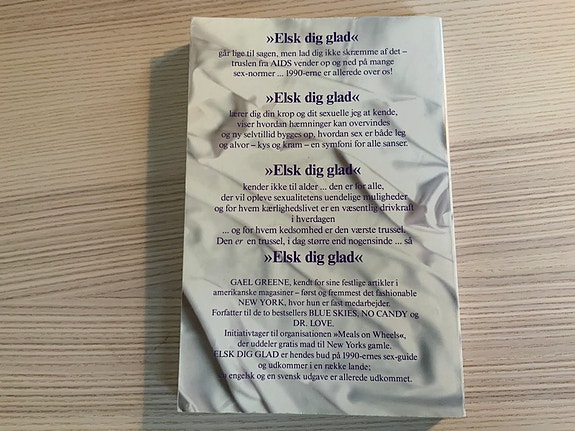 »Elsk dig glad«
går lige til sagen, men lad dig ikke skræmme af det –
truslen fra AIDS vender op og ned på mange
sex-normer ... 1990-erne er allerede over os!
»Elsk dig glad«
lærer dig din krop og dit sexuelle jeg at kende,
viser hvordan hæmninger kan overvindes
og ny selvtillid bygges op, hvordan sex er både leg
og alvor – kys og kram – en symfoni for alle sanser.
»Elsk dig glad«
kender ikke til alder ... den er for alle,
der vil opleve sexualitetens uendelige muligheder
og for hvem kærlighedslivet er en væsentlig drivkraft
i hverdagen
... og for hvem kedsomhed er den værste trussel.
Den er en trussel, i dag større end nogensinde ... så
»Elsk dig glad«
GAEL GREENE, kendt for sine festlige artikler i
amerikanske magasiner – først og fremmest det fashionable
NEW YORK, hvor hun er fast medarbejder.
Forfatter til de to bestsellers BLUE SKIES, NO CANDY og
DR. LOVE.
Initiativtager til organisationen »Meals on Wheels«,
der uddeler gratis mad til New Yorks gamle.
ELSK DIG GLAD er hendes bud på 1990-ernes sex-guide
og udkommer i en række lande;
en engelsk og en svensk udgave er allerede udkommet.